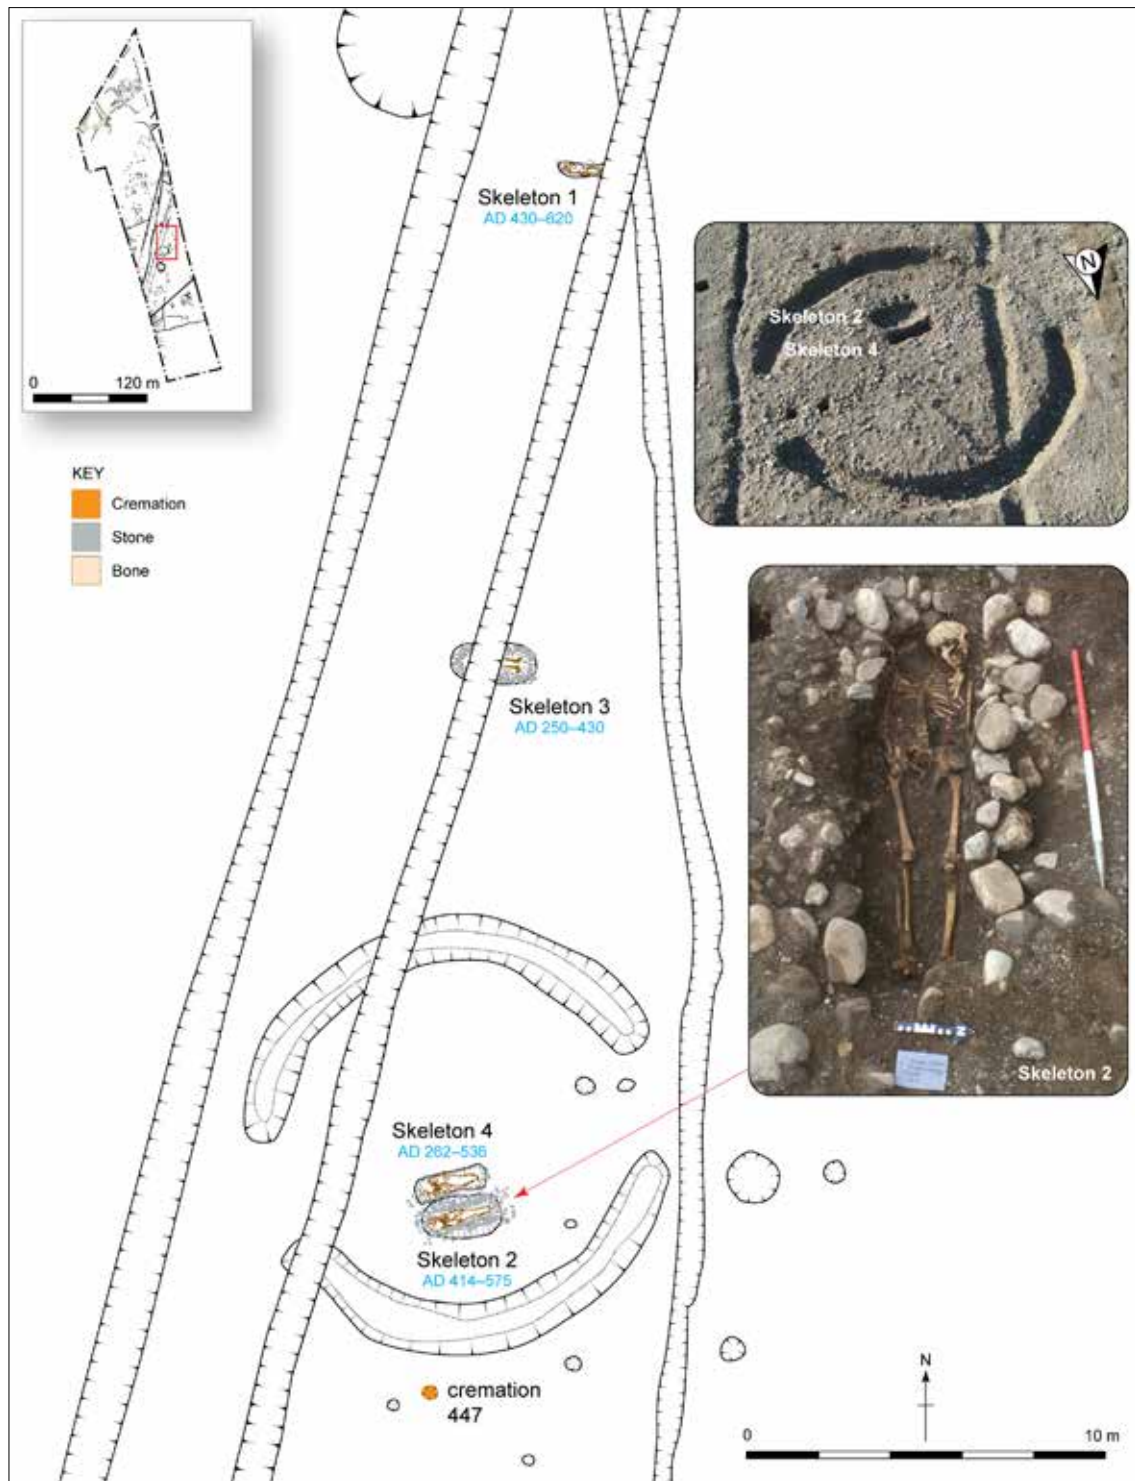 0 120 m
KEY
Cremation
Stone
Bone
Skeleton 1
AD 430–620
N
Skeleton 2
Skeleton 4
Skeleton 3
AD 250–430
Skeleton 2
Skeleton 4
AD 262–536
Skeleton 2
AD 414–575
cremation
447
N
0 10 m